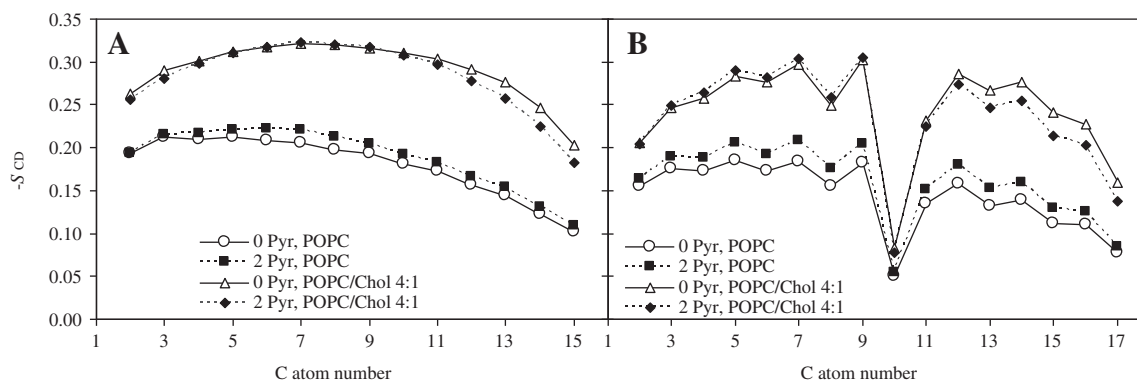 A
B
-S CD
0.35
0.30
0.25
0.20
0.15
0.10
0.05
0.00
0 Pyr, POPC
2 Pyr, POPC
0 Pyr, POPC/Chol 4:1
2 Pyr, POPC/Chol 4:1
0 Pyr, POPC
2 Pyr, POPC
0 Pyr, POPC/Chol 4:1
2 Pyr, POPC/Chol 4:1
1 3 5 7 9 11 13 15
1 3 5 7 9 11 13 15 17
C atom number
C atom number